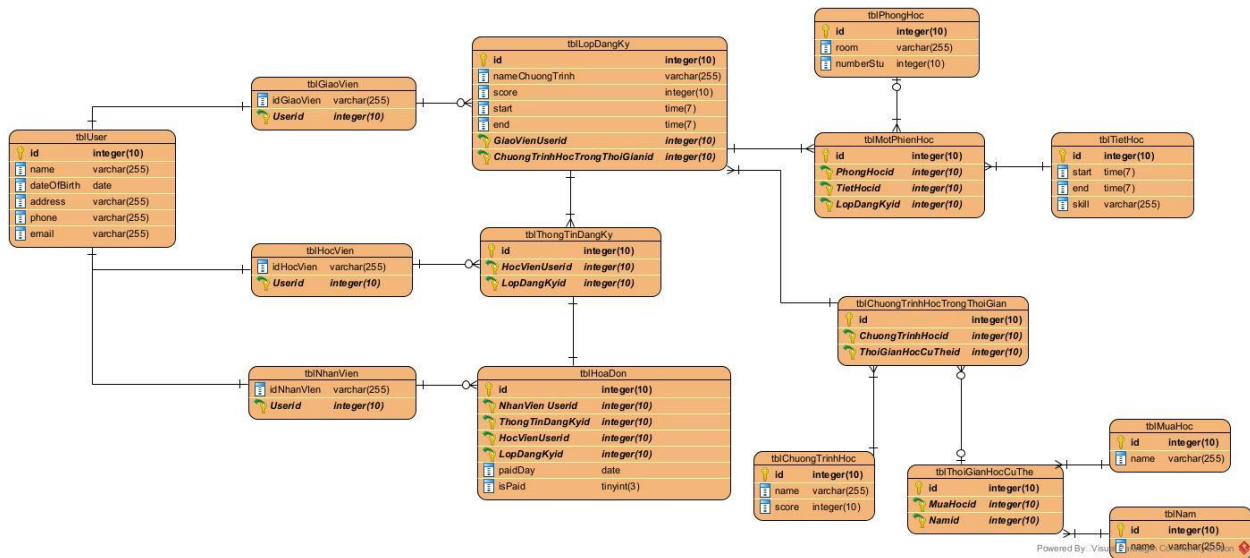 tblPhongHoc
id integer(10)
room varchar(255)
numberStu integer(10)
tblLopDangKy
id integer(10)
nameChuongTrinh varchar(255)
score integer(10)
start time(7)
end time(7)
GiaoVienUserid integer(10)
ChuongTrinhHocTrongThoiGianid integer(10)
tblGiaoVien
idGiaoVien varchar(255)
Userid integer(10)
tblUser
id integer(10)
name varchar(255)
dateOfBirth date
address varchar(255)
phone varchar(255)
email varchar(255)
tblMotPhienHoc
id integer(10)
PhongHocid integer(10)
TietHocid integer(10)
LopDangKyid integer(10)
tblTietHoc
id integer(10)
start time(7)
end time(7)
skill varchar(255)
tblHocVien
idHocVien varchar(255)
Userid integer(10)
tblThongTinDangKy
id integer(10)
HocVienUserid integer(10)
LopDangKyid integer(10)
tblChuongTrinhHocTrongThoiGian
id integer(10)
ChuongTrinhHocid integer(10)
ThoiGianHocCuTheid integer(10)
tblNhanVien
idNhanVIen varchar(255)
Userid integer(10)
tblHoaDon
id integer(10)
NhanVien Userid integer(10)
ThongTinDangKyid integer(10)
HocVienUserid integer(10)
LopDangKyid integer(10)
paidDay date
isPaid tinyint(3)
tblChuongTrinhHoc
id integer(10)
name varchar(255)
score integer(10)
tblThoiGianHocCuThe
id integer(10)
MuaHocid integer(10)
Namid integer(10)
tblMuaHoc
id integer(10)
name varchar(255)
tblNam
id integer(10)
name varchar(255)
Powered By: Visual Paradigm Community Edition